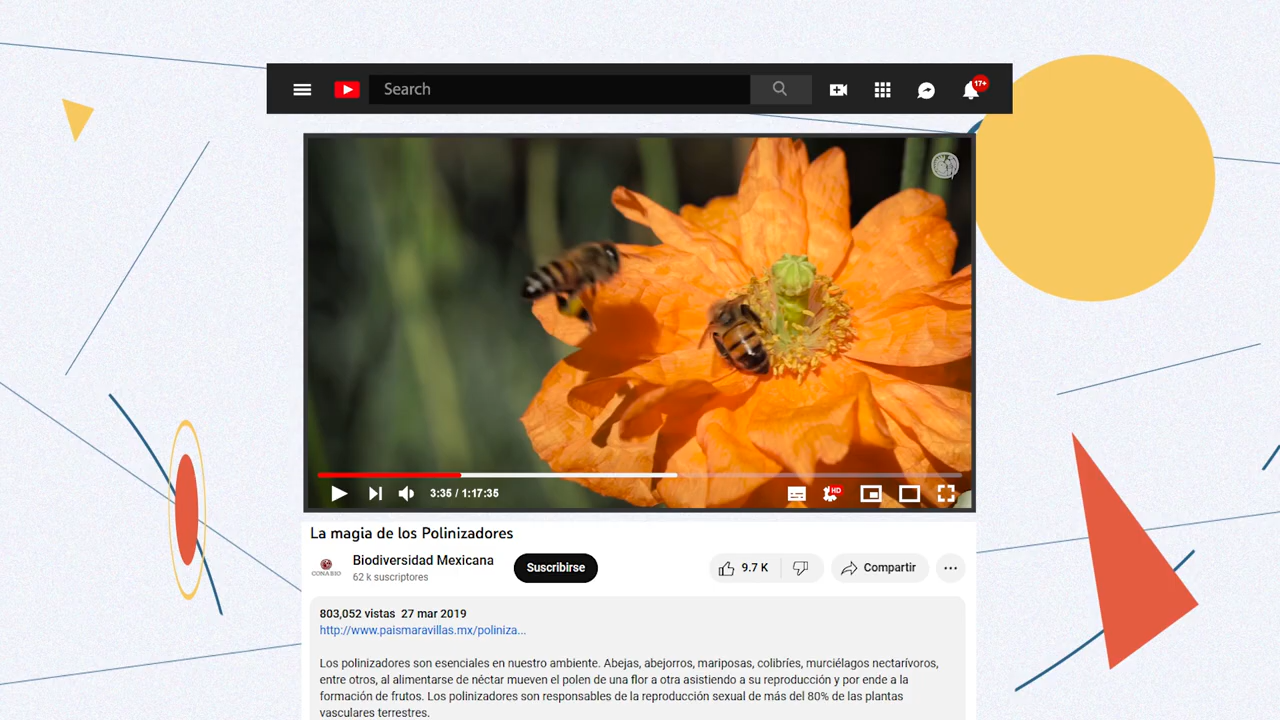 Search
17+
3:35 / 1:17:35
HD
La magia de los Polinizadores
CONABIO
Biodiversidad Mexicana
62 k suscriptores
Suscribirse
9.7 K
Compartir
803,052 vistas 27 mar 2019
http://www.paismaravillas.mx/poliniza...
Los polinizadores son esenciales en nuestro ambiente. Abejas, abejorros, mariposas, colibríes, murciélagos nectarívoros,
entre otros, al alimentarse de néctar mueven el polen de una flor a otra asistiendo a su reproducción y por ende a la
formación de frutos. Los polinizadores son responsables de la reproducción sexual de más del 80% de las plantas
vasculares terrestres.